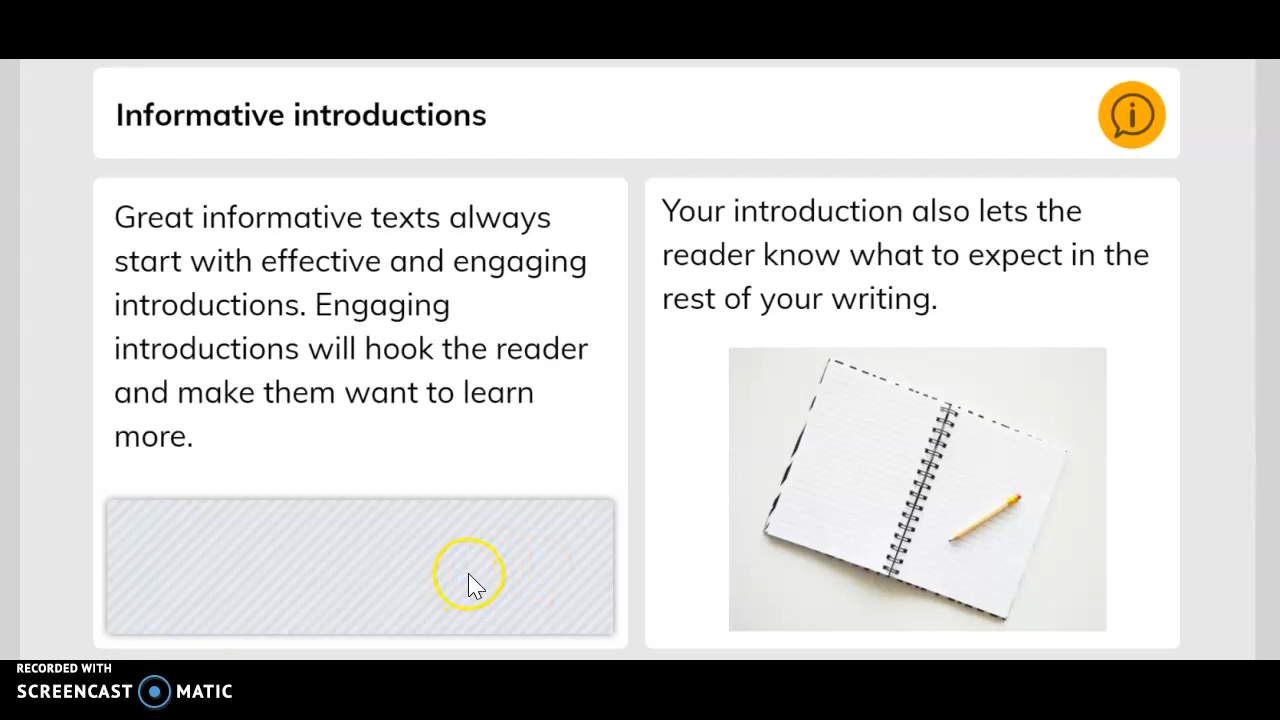 Informative introductions
Great informative texts always
start with effective and engaging
introductions. Engaging
introductions will hook the reader
and make them want to learn
more.
Your introduction also lets the
reader know what to expect in the
rest of your writing.
RECORDED WITH
SCREENCAST MATIC